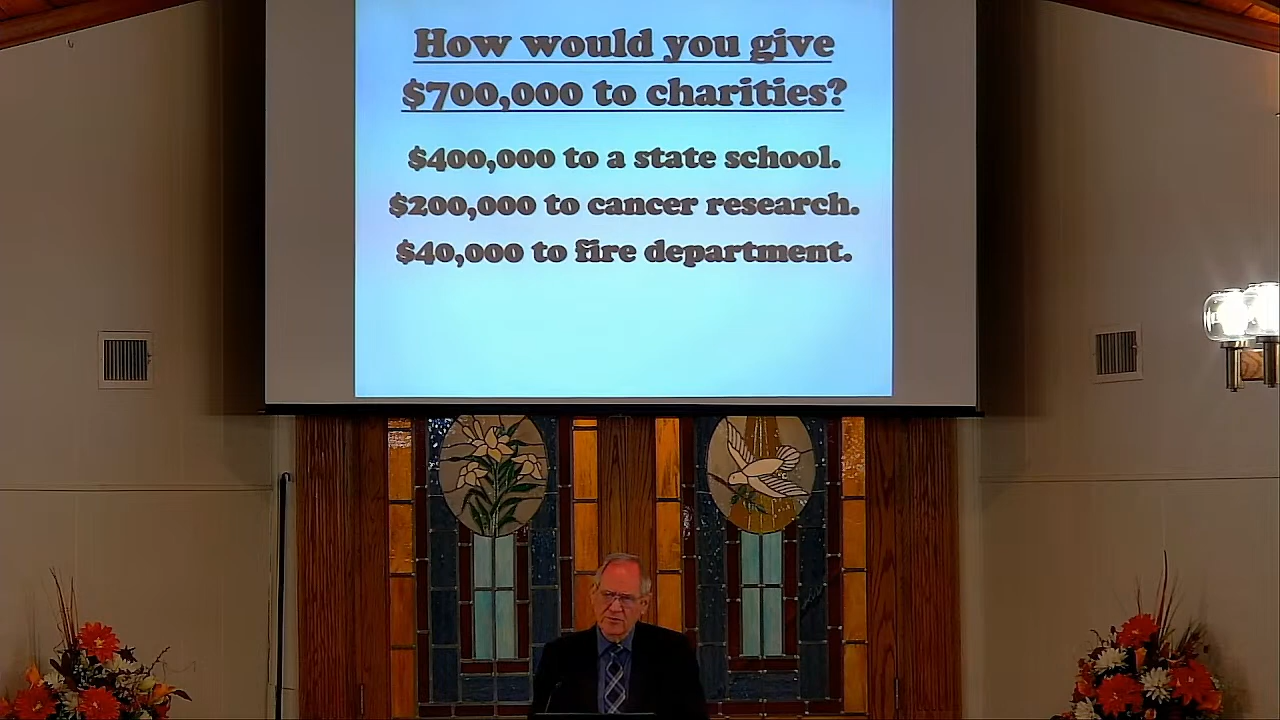 How would you give
$700,000 to charities?
$400,000 to a state school.
$200,000 to cancer research.
$40,000 to fire department.